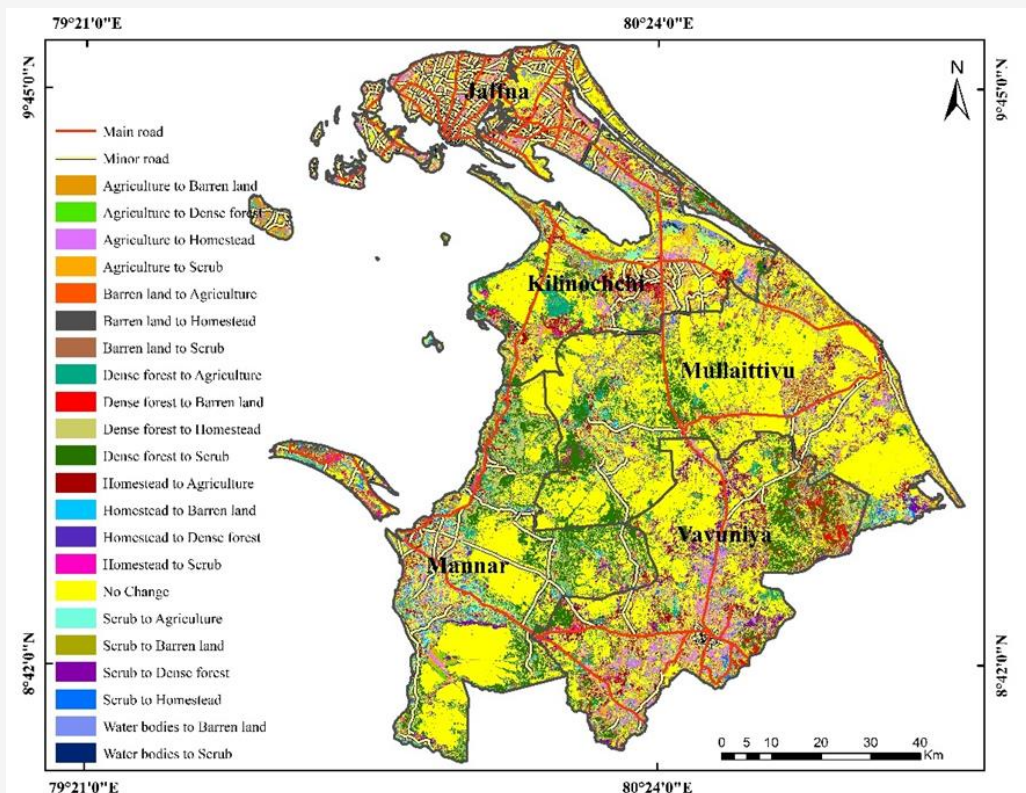 79°21'0"E 80°24'0"E
9°45'0"N
9°45'0"N
N
Jaffna
Main road
Minor road
Agriculture to Barren land
Agriculture to Dense forest
Agriculture to Homestead
Agriculture to Scrub
Barren land to Agriculture
Barren land to Homestead
Barren land to Scrub
Dense forest to Agriculture
Dense forest to Barren land
Dense forest to Homestead
Dense forest to Scrub
Homestead to Agriculture
Homestead to Barren land
Homestead to Dense forest
Homestead to Scrub
No Change
Scrub to Agriculture
Scrub to Barren land
Scrub to Dense forest
Scrub to Homestead
Water bodies to Barren land
Water bodies to Scrub
Kilinochchi
Mullaittivu
Vavuniya
Mannar
8°42'0"N
8°42'0"N
0 5 10 20 30 40
Km
79°21'0"E 80°24'0"E